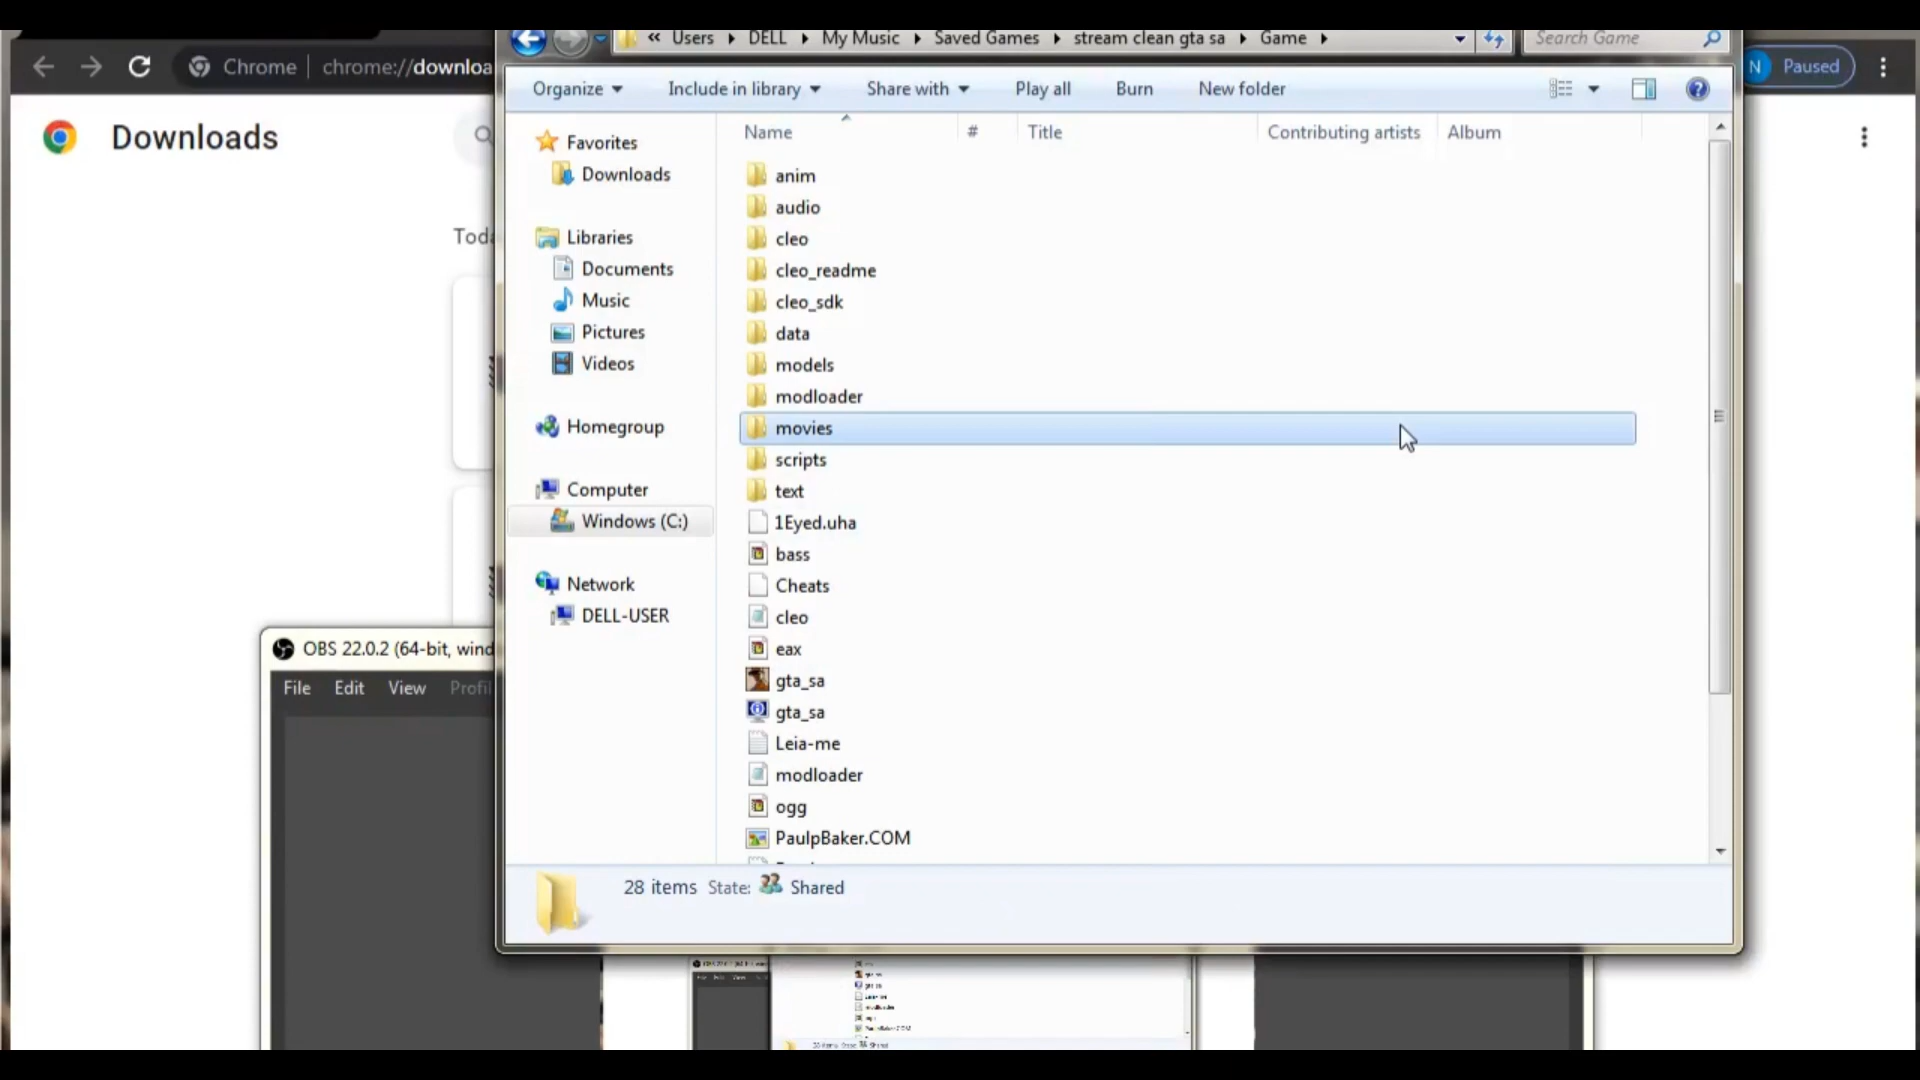 « Users ▸ DELL ▸ My Music ▸ Saved Games ▸ stream clean gta sa ▸ Game ▸
Search Game
Chrome
chrome://downloa
N
Paused
Organize
Include in library
Share with
Play all
Burn
New folder
Downloads
Toda
Favorites
Downloads
Libraries
Documents
Music
Pictures
Videos
Homegroup
Computer
Windows (C:)
Network
DELL-USER
Name
#
Title
Contributing artists
Album
anim
audio
cleo
cleo_readme
cleo_sdk
data
models
modloader
movies
scripts
text
1Eyed.uha
bass
Cheats
cleo
eax
gta_sa
gta_sa
Leia-me
modloader
ogg
PaulpBaker.COM
28 items State: Shared
OBS 22.0.2 (64-bit, wind
File Edit View Profil